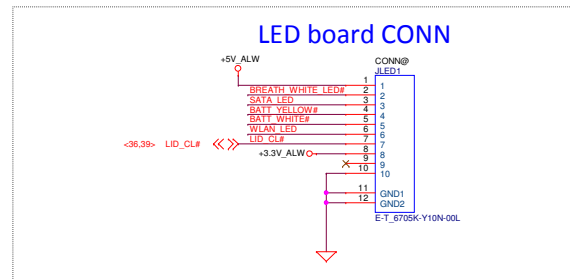 LED board CONN
+5V_ALW
CONN@
JLED1
1 1
BREATH_WHITE_LED# 2 2
SATA_LED 3 3
BATT_YELLOW# 4 4
BATT_WHITE# 5 5
WLAN_LED 6 6
<36,39> LID_CL# LID_CL# 7 7
+3.3V_ALW 8 8
9 9
10 10
11 GND1
12 GND2
E-T_6705K-Y10N-00L